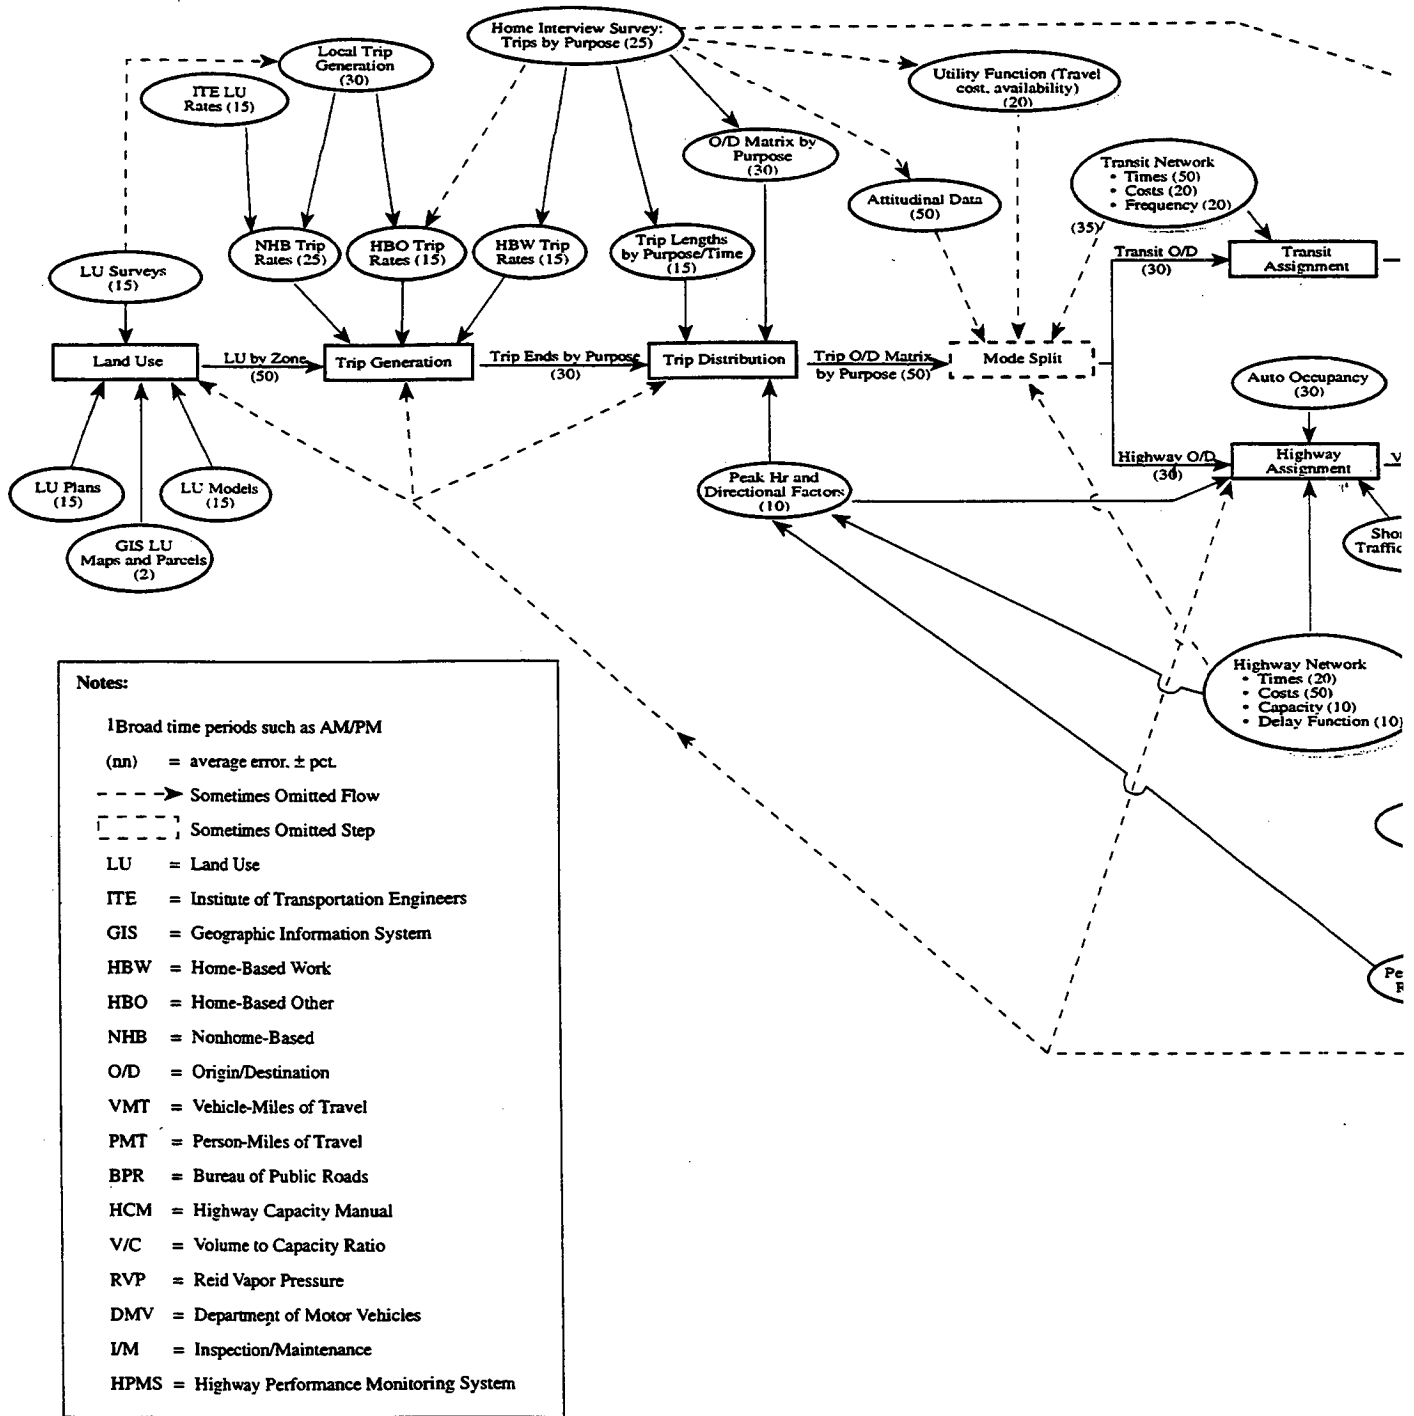 Home Interview Survey:
Trips by Purpose (25)
Local Trip
Generation
(30)
ITE LU
Rates (15)
Utility Function (Travel
cost, availability)
(20)
O/D Matrix by
Purpose
(30)
Transit Network
• Times (50)
• Costs (20)
• Frequency (20)
(35)
Attitudinal Data
(50)
NHB Trip
Rates (25)
HBO Trip
Rates (15)
HBW Trip
Rates (15)
Trip Lengths
by Purpose/Time
(15)
LU Surveys
(15)
Transit O/D
(30)
Transit
Assignment
Land Use
LU by Zone
(50)
Trip Generation
Trip Ends by Purpose
(30)
Trip Distribution
Trip O/D Matrix
by Purpose (50)
Mode Split
Auto Occupancy
(30)
Highway O/D
(30)
Highway
Assignment
V
LU Plans
(15)
LU Models
(15)
GIS LU
Maps and Parcels
(2)
Peak Hr and
Directional Factors
(10)
Shor
Traffic
Highway Network
• Times (20)
• Costs (50)
• Capacity (10)
• Delay Function (10)
Pe
R
Notes:
1Broad time periods such as AM/PM
(nn) = average error, ± pct.
Sometimes Omitted Flow
Sometimes Omitted Step
LU = Land Use
ITE = Institute of Transportation Engineers
GIS = Geographic Information System
HBW = Home-Based Work
HBO = Home-Based Other
NHB = Nonhome-Based
O/D = Origin/Destination
VMT = Vehicle-Miles of Travel
PMT = Person-Miles of Travel
BPR = Bureau of Public Roads
HCM = Highway Capacity Manual
V/C = Volume to Capacity Ratio
RVP = Reid Vapor Pressure
DMV = Department of Motor Vehicles
I/M = Inspection/Maintenance
HPMS = Highway Performance Monitoring System